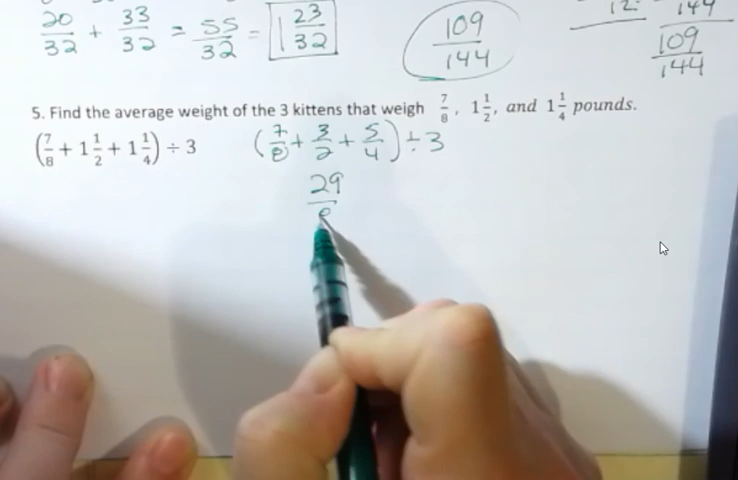 20/32 + 33/32 = 55/32 = 1 23/32
109/144
12. 144
109/144
5. Find the average weight of the 3 kittens that weigh 7/8, 1 1/2, and 1 1/4 pounds.
(7/8 + 1 1/2 + 1 1/4) ÷ 3 (7/8 + 3/2 + 5/4) ÷ 3
29/